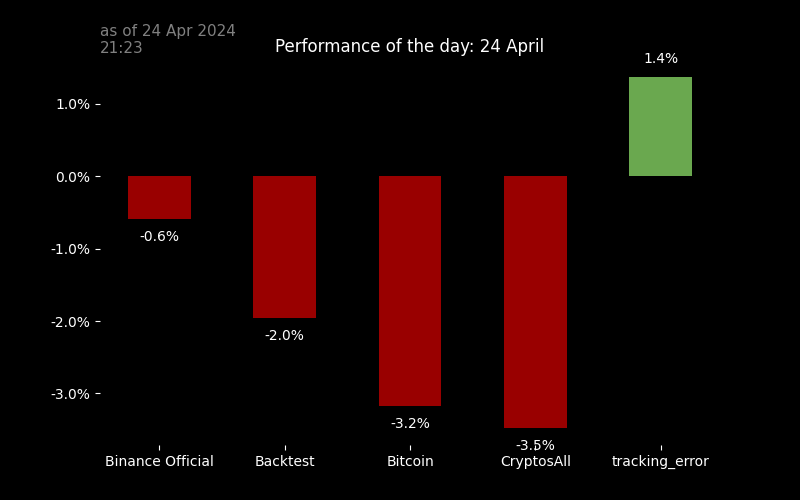 as of 24 Apr 2024
21:23
Performance of the day: 24 April
1.4%
1.0%
0.0%
-1.0%
-2.0%
-3.0%
-0.6%
-2.0%
-3.2%
-3.5%
Binance Official
Backtest
Bitcoin
CryptosAll
tracking_error